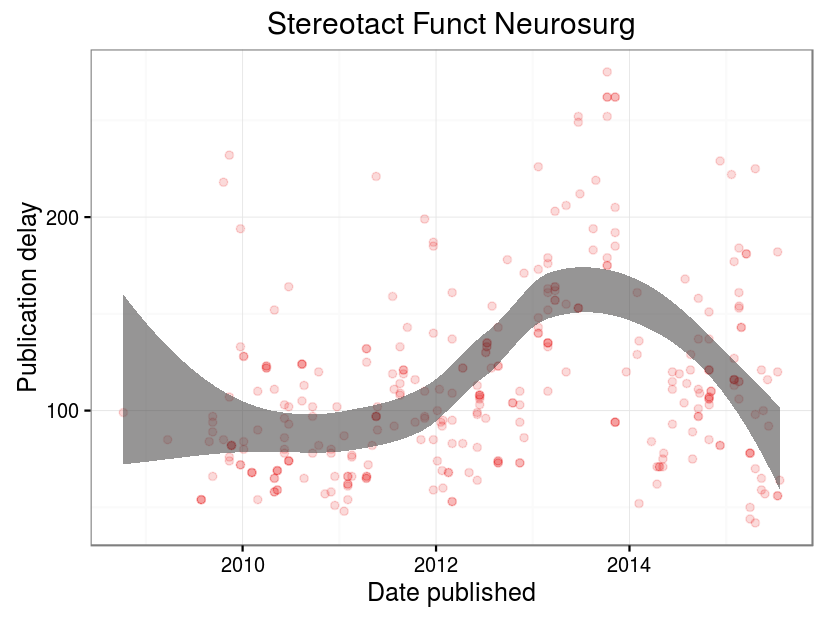 Stereotact Funct Neurosurg
Publication delay
200
100
2010 2012 2014
Date published